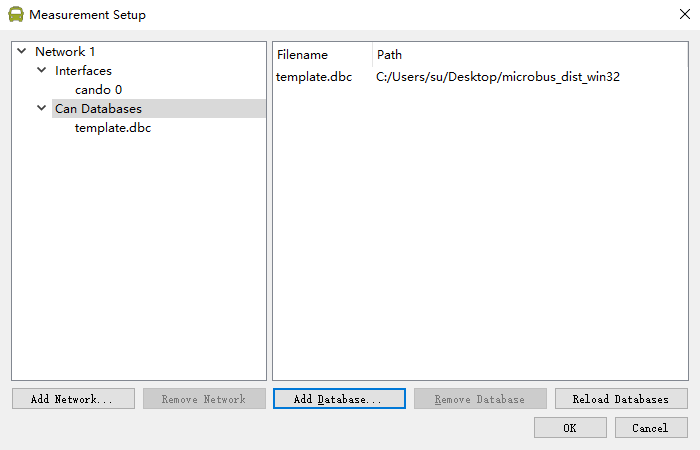 Measurement Setup
Network 1
Interfaces
cando 0
Can Databases
template.dbc
Filename Path
template.dbc C:/Users/su/Desktop/microbus_dist_win32
Add Network... Remove Network Add Database... Remove Database Reload Databases
OK Cancel